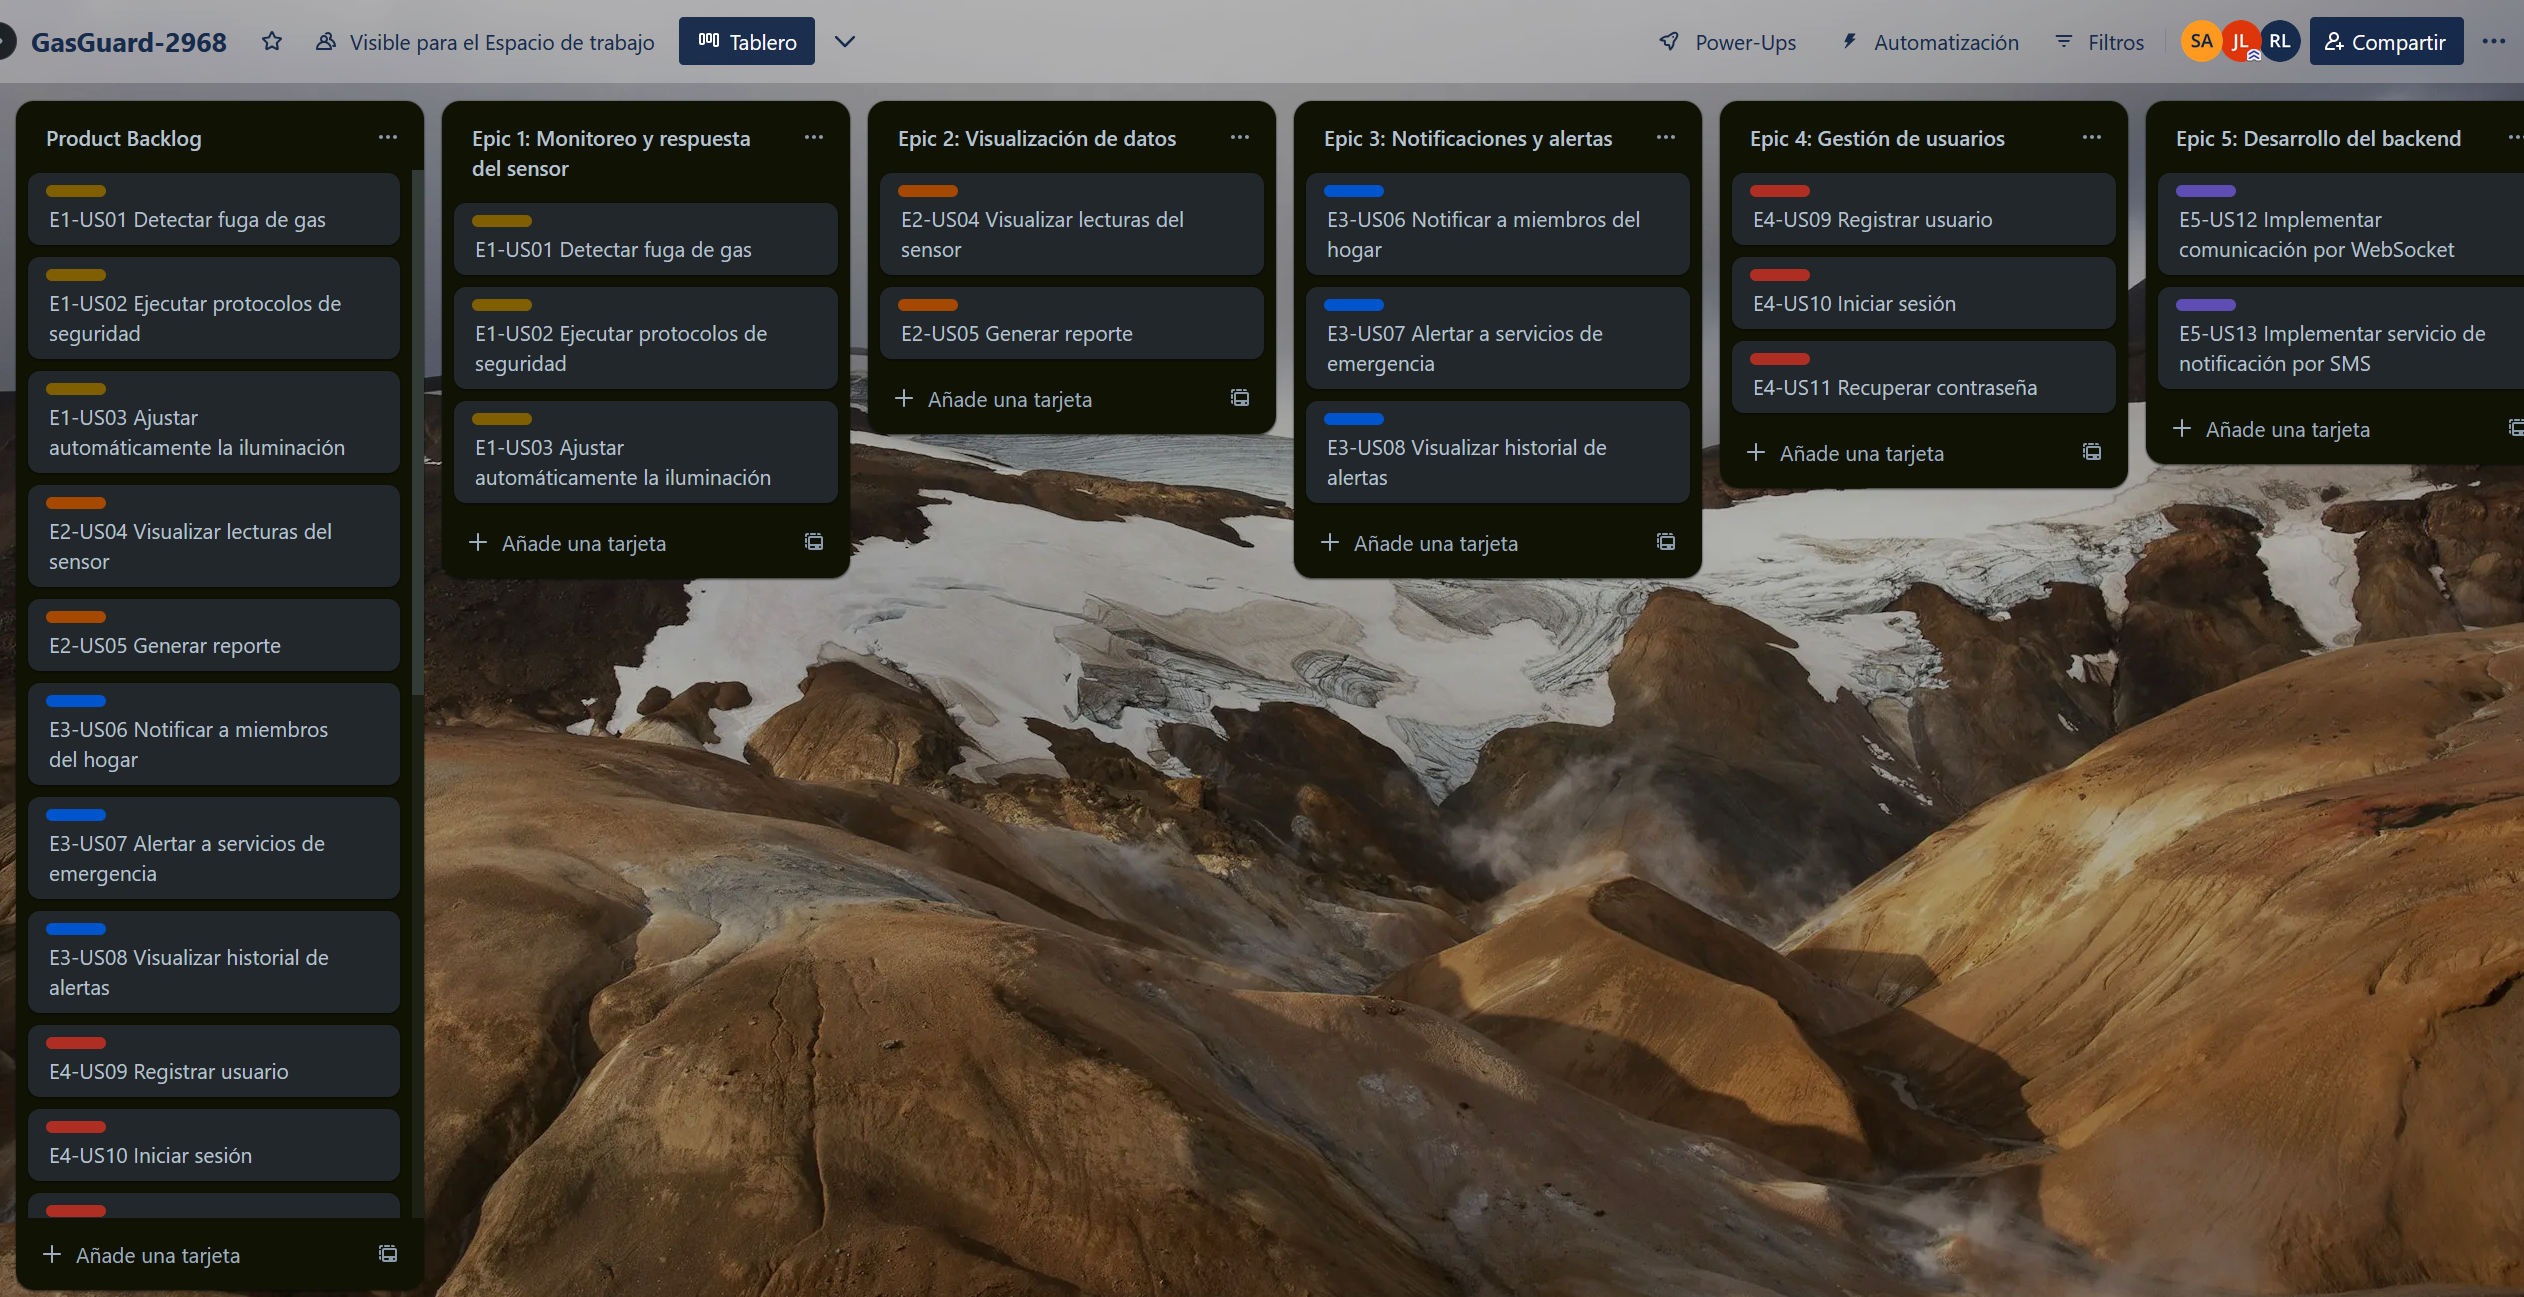 GasGuard-2968
Visible para el Espacio de trabajo
Tablero
Power-Ups
Automatización
Filtros
SA
JL
RL
Compartir
Product Backlog
E1-US01 Detectar fuga de gas
E1-US02 Ejecutar protocolos de
seguridad
E1-US03 Ajustar
automáticamente la iluminación
E2-US04 Visualizar lecturas del
sensor
E2-US05 Generar reporte
E3-US06 Notificar a miembros
del hogar
E3-US07 Alertar a servicios de
emergencia
E3-US08 Visualizar historial de
alertas
E4-US09 Registrar usuario
E4-US10 Iniciar sesión
Añade una tarjeta
Epic 1: Monitoreo y respuesta
del sensor
E1-US01 Detectar fuga de gas
E1-US02 Ejecutar protocolos de
seguridad
E1-US03 Ajustar
automáticamente la iluminación
Añade una tarjeta
Epic 2: Visualización de datos
E2-US04 Visualizar lecturas del
sensor
E2-US05 Generar reporte
Añade una tarjeta
Epic 3: Notificaciones y alertas
E3-US06 Notificar a miembros del
hogar
E3-US07 Alertar a servicios de
emergencia
E3-US08 Visualizar historial de
alertas
Añade una tarjeta
Epic 4: Gestión de usuarios
E4-US09 Registrar usuario
E4-US10 Iniciar sesión
E4-US11 Recuperar contraseña
Añade una tarjeta
Epic 5: Desarrollo del backend
E5-US12 Implementar
comunicación por WebSocket
E5-US13 Implementar servicio de
notificación por SMS
Añade una tarjeta